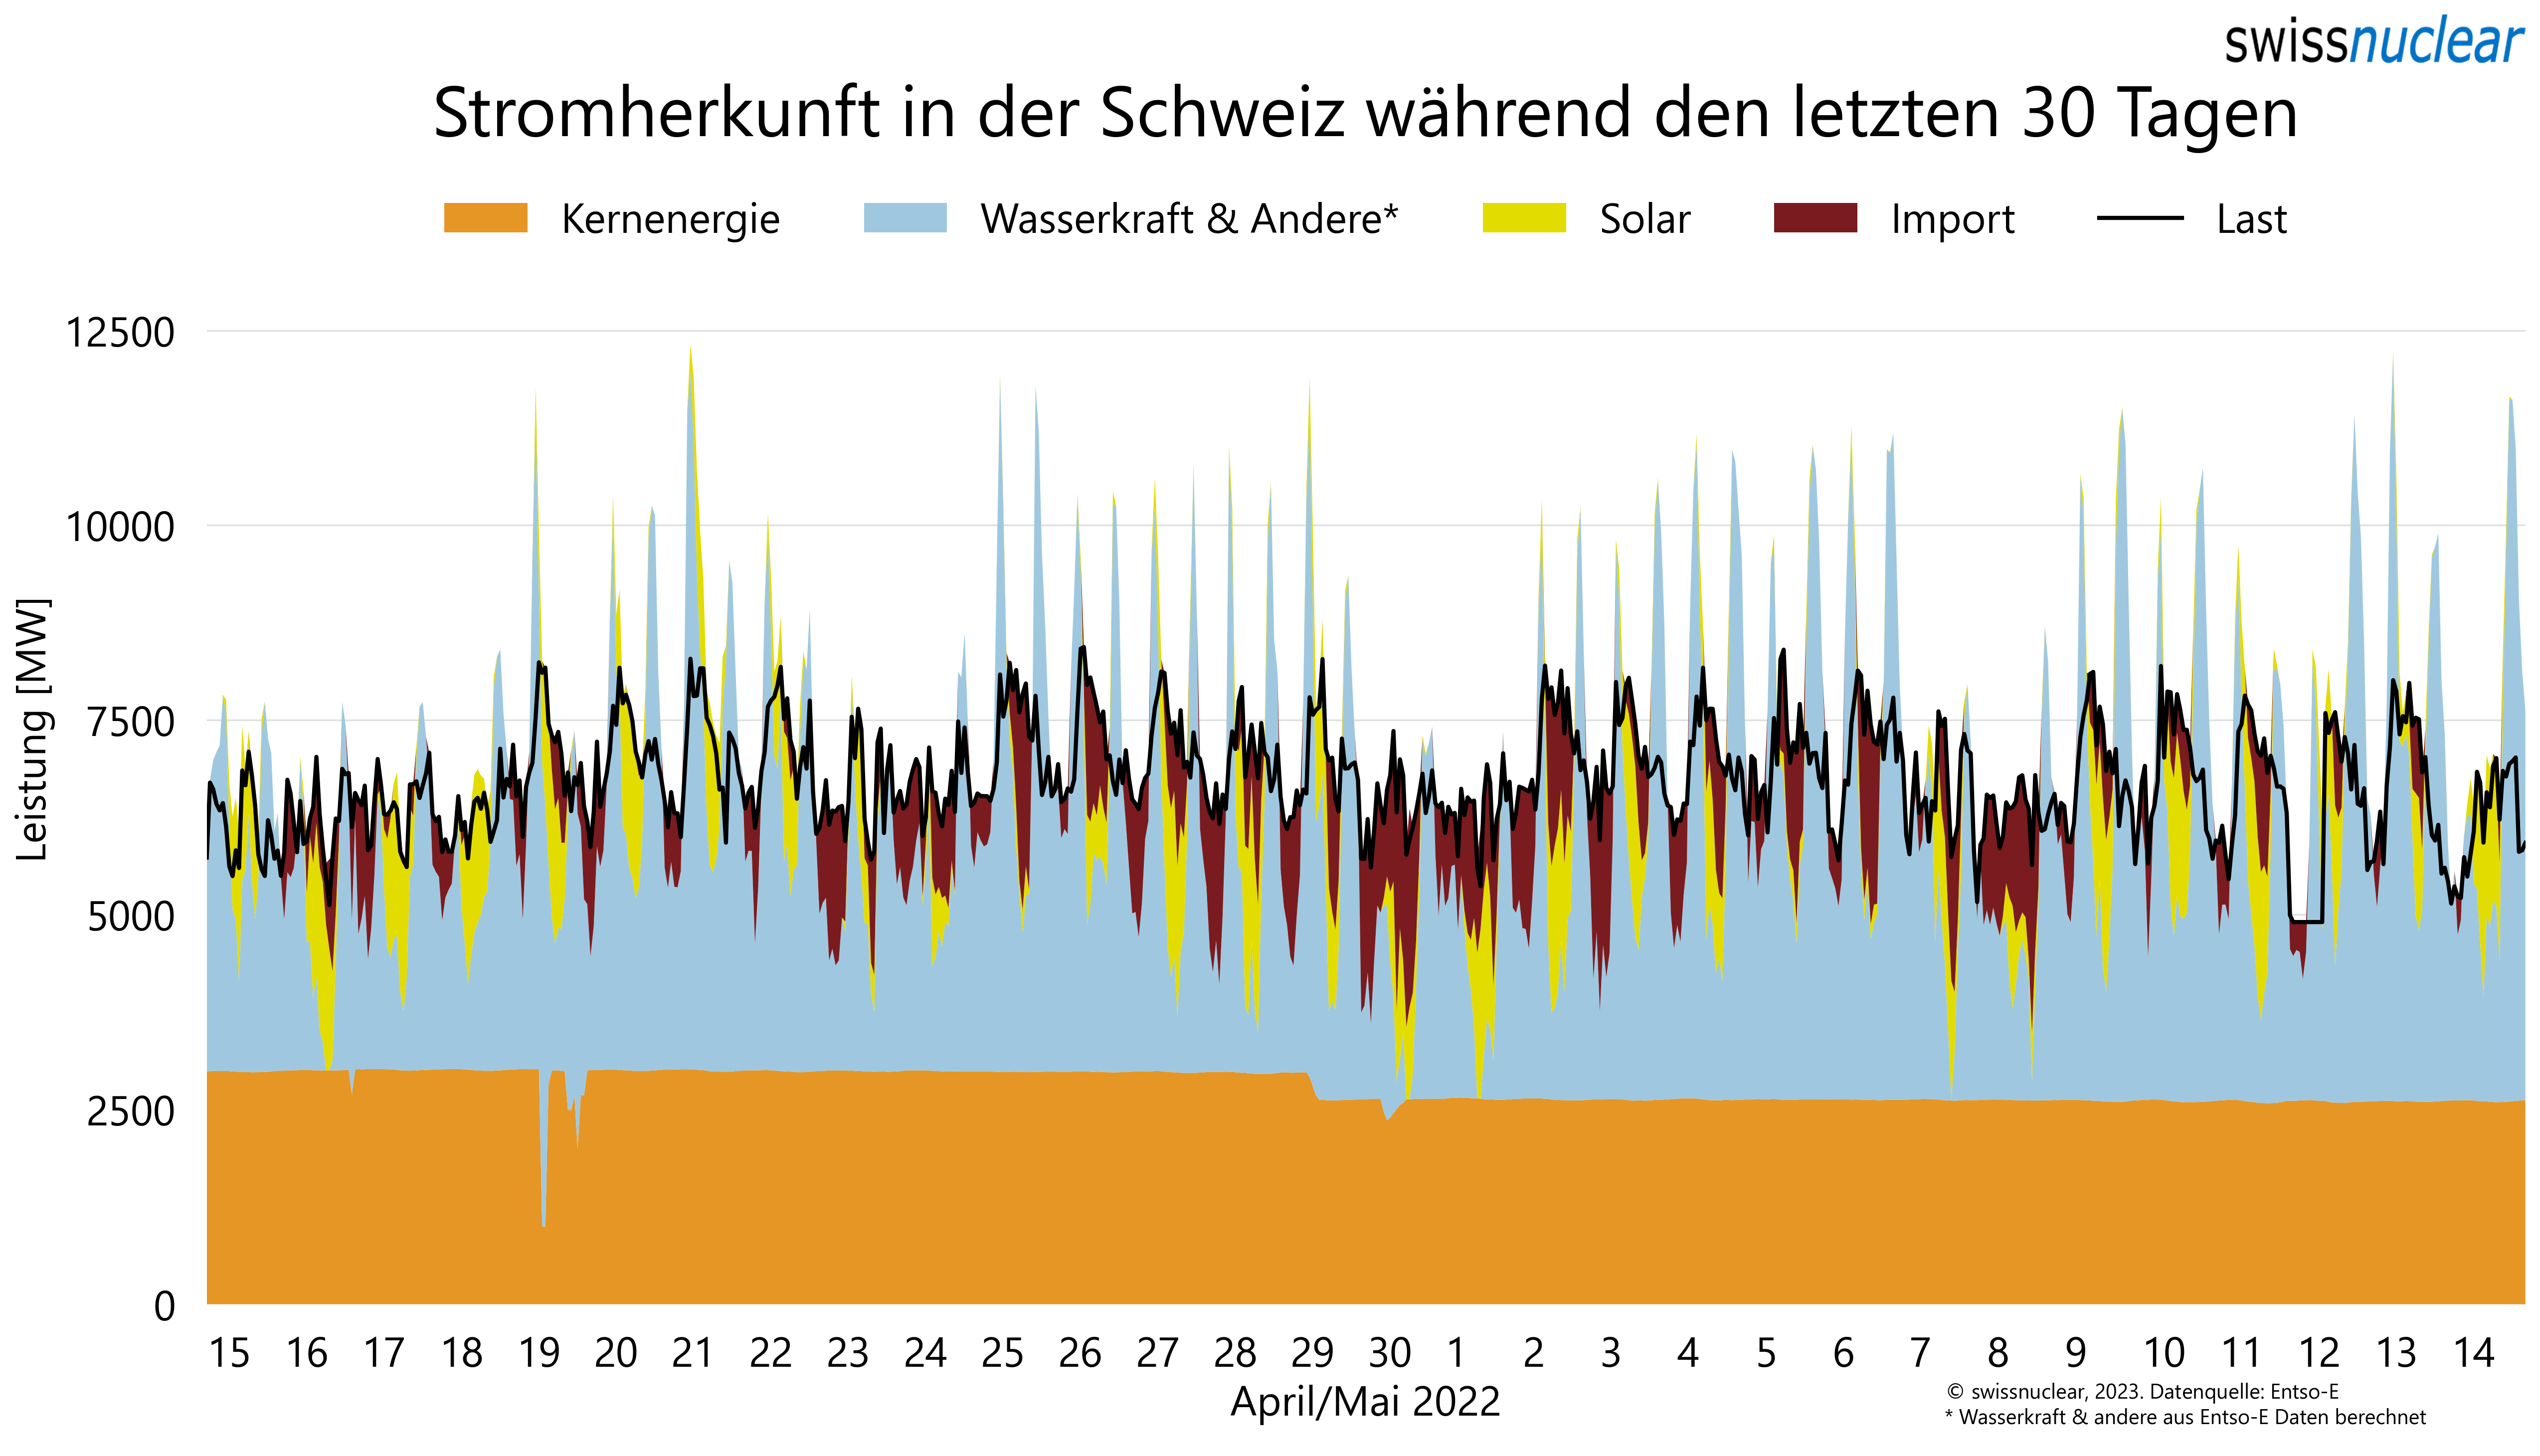 swissnuclear
Stromherkunft in der Schweiz während den letzten 30 Tagen
Kernenergie Wasserkraft & Andere* Solar Import Last
Leistung [MW]
12500
10000
7500
5000
2500
0
15 16 17 18 19 20 21 22 23 24 25 26 27 28 29 30 1 2 3 4 5 6 7 8 9 10 11 12 13 14
April/Mai 2022
© swissnuclear, 2023. Datenquelle: Entso-E
* Wasserkraft & andere aus Entso-E Daten berechnet